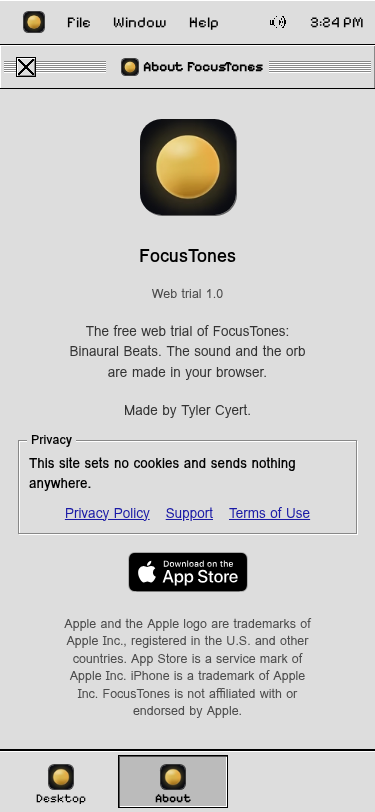 File Window Help 3:24 PM
About FocusTones
FocusTones
Web trial 1.0
The free web trial of FocusTones:
Binaural Beats. The sound and the orb
are made in your browser.
Made by Tyler Cyert.
Privacy
This site sets no cookies and sends nothing
anywhere.
Privacy Policy Support Terms of Use
Download on the
App Store
Apple and the Apple logo are trademarks of
Apple Inc., registered in the U.S. and other
countries. App Store is a service mark of
Apple Inc. iPhone is a trademark of Apple
Inc. FocusTones is not affiliated with or
endorsed by Apple.
Desktop About